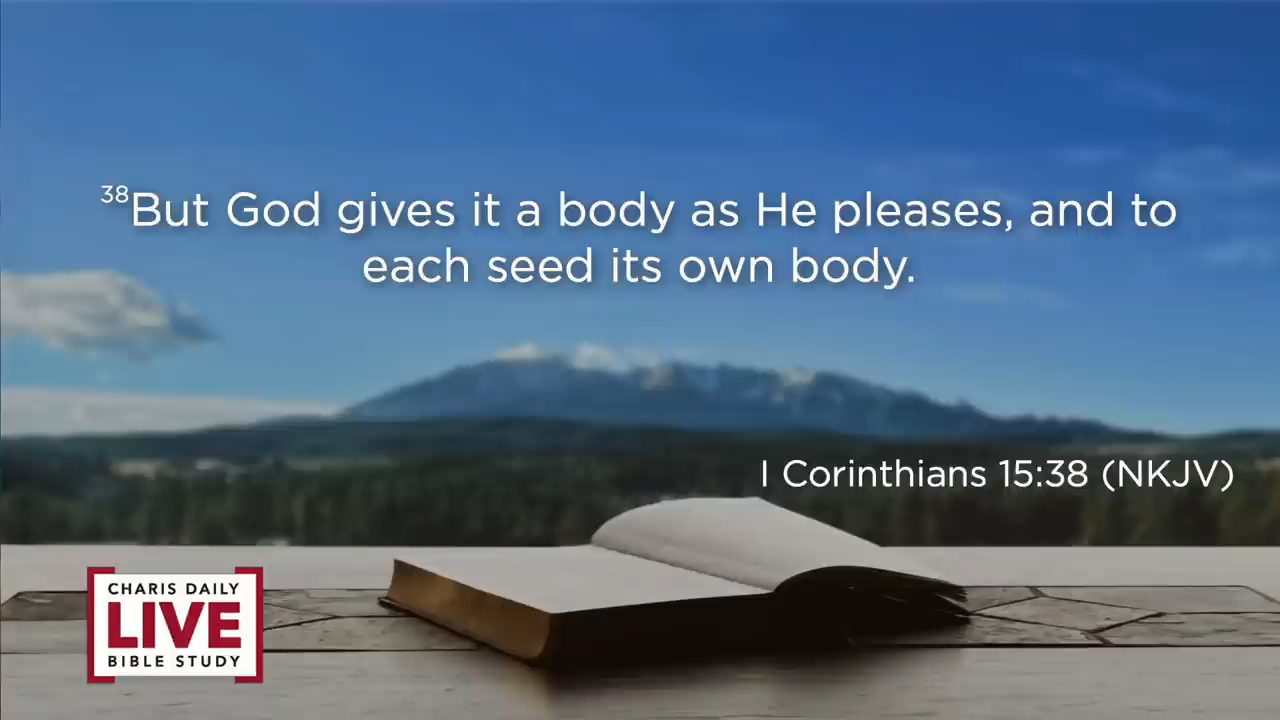 38But God gives it a body as He pleases, and to
each seed its own body.
I Corinthians 15:38 (NKJV)
CHARIS DAILY
LIVE
BIBLE STUDY